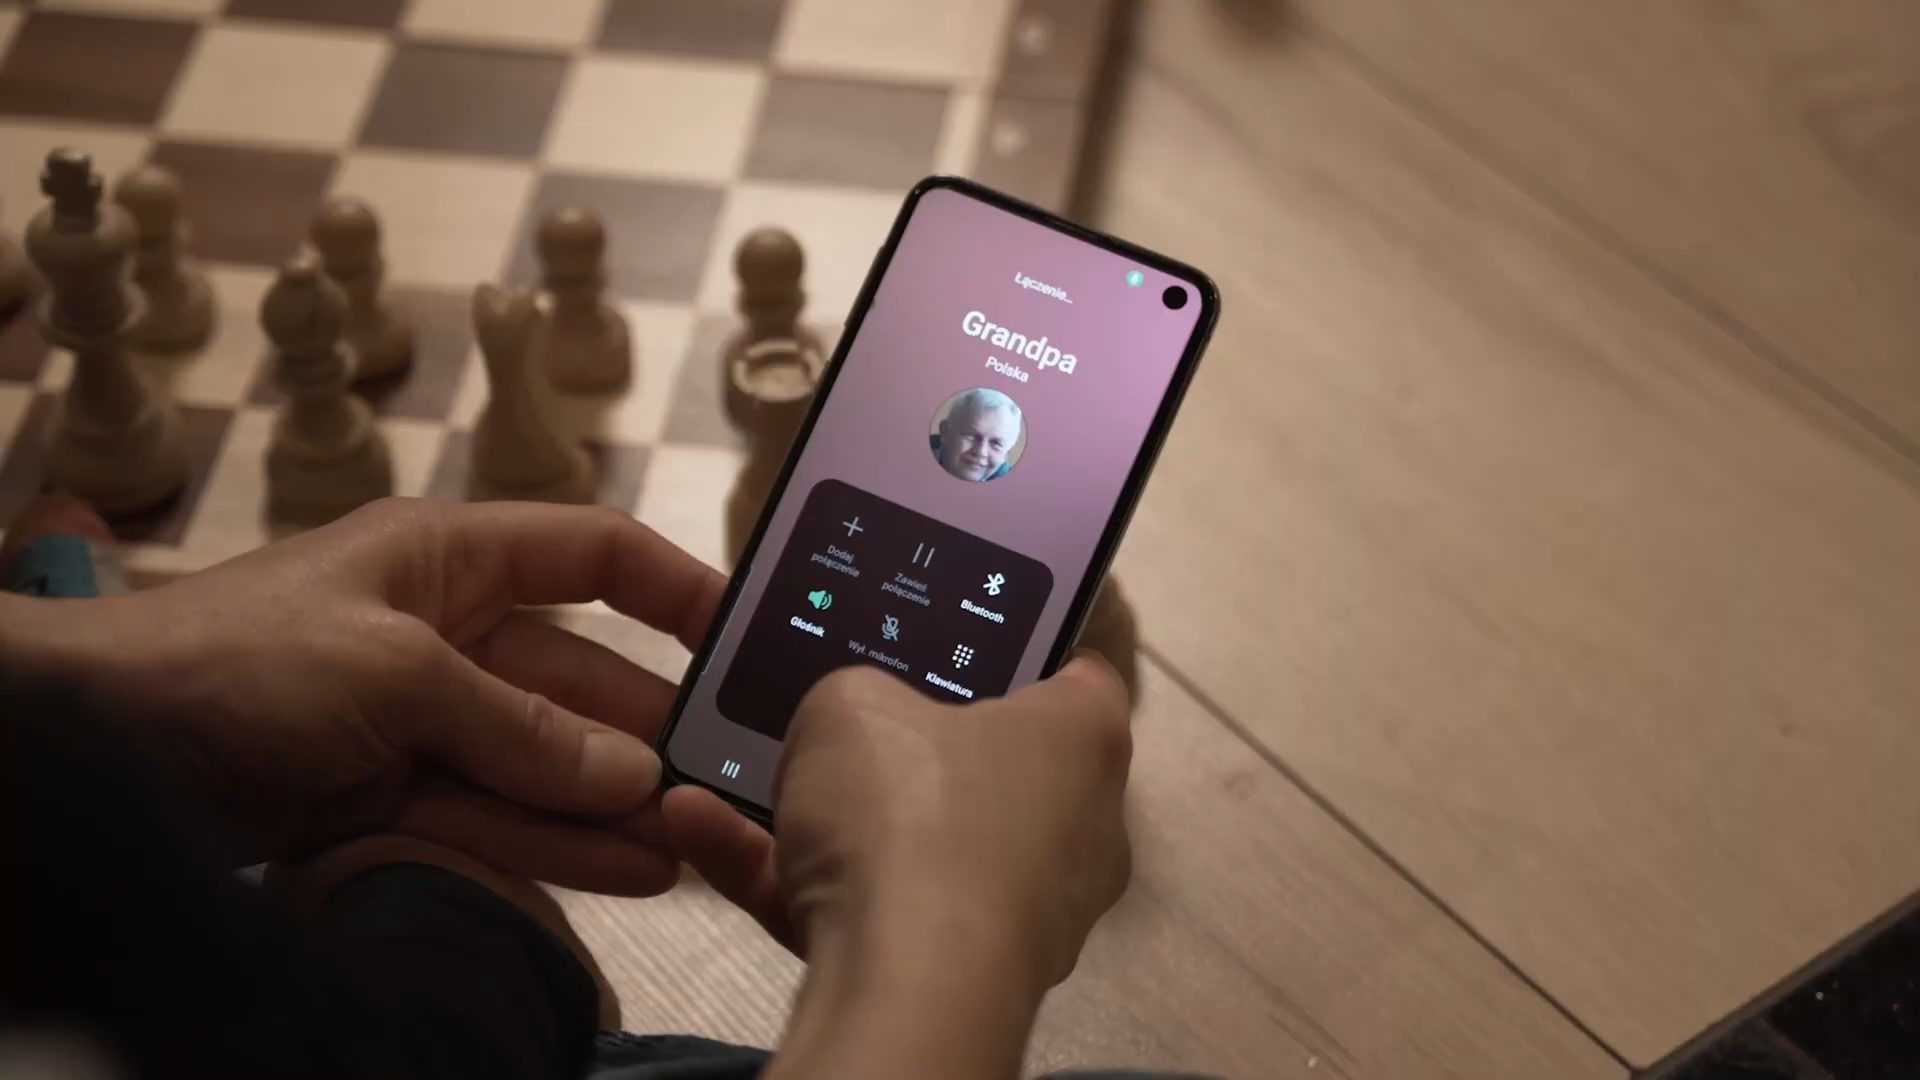 Łączenie...
Grandpa
Polska
Dodaj
połączenie
Zawieś
połączenie
Bluetooth
Głośnik
Wył. mikrofon
Klawiatura